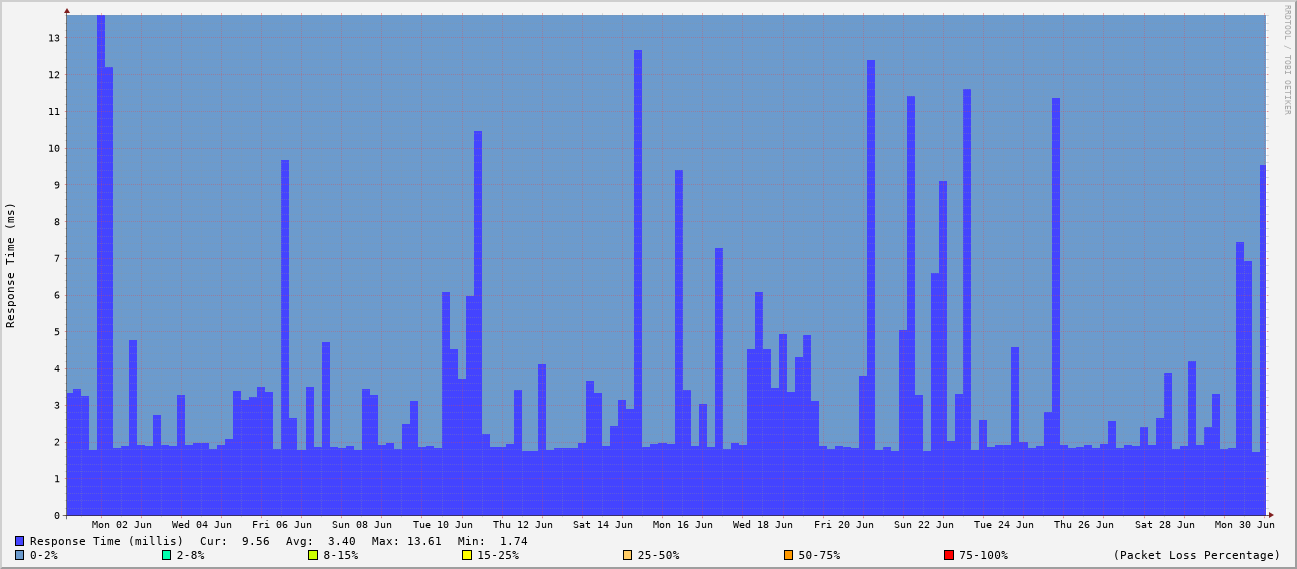 RRDTOOL / TOBI OETIKER
Response Time (ms)
13
12
11
10
9
8
7
6
5
4
3
2
1
0
Mon 02 Jun Wed 04 Jun Fri 06 Jun Sun 08 Jun Tue 10 Jun Thu 12 Jun Sat 14 Jun Mon 16 Jun Wed 18 Jun Fri 20 Jun Sun 22 Jun Tue 24 Jun Thu 26 Jun Sat 28 Jun Mon 30 Jun
Response Time (millis) Cur: 9.56 Avg: 3.40 Max: 13.61 Min: 1.74
0-2% 2-8% 8-15% 15-25% 25-50% 50-75% 75-100% (Packet Loss Percentage)